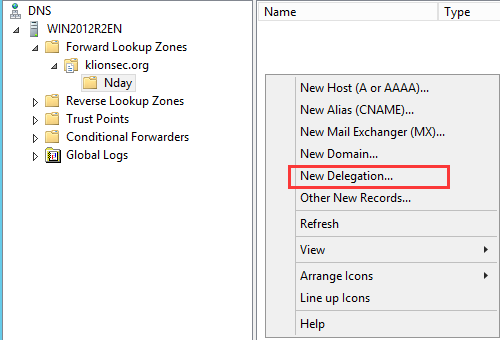 DNS
WIN2012R2EN
Forward Lookup Zones
klionsec.org
Nday
Reverse Lookup Zones
Trust Points
Conditional Forwarders
Global Logs
Name
Type
New Host (A or AAAA)...
New Alias (CNAME)...
New Mail Exchanger (MX)...
New Domain...
New Delegation...
Other New Records...
Refresh
View
Arrange Icons
Line up Icons
Help